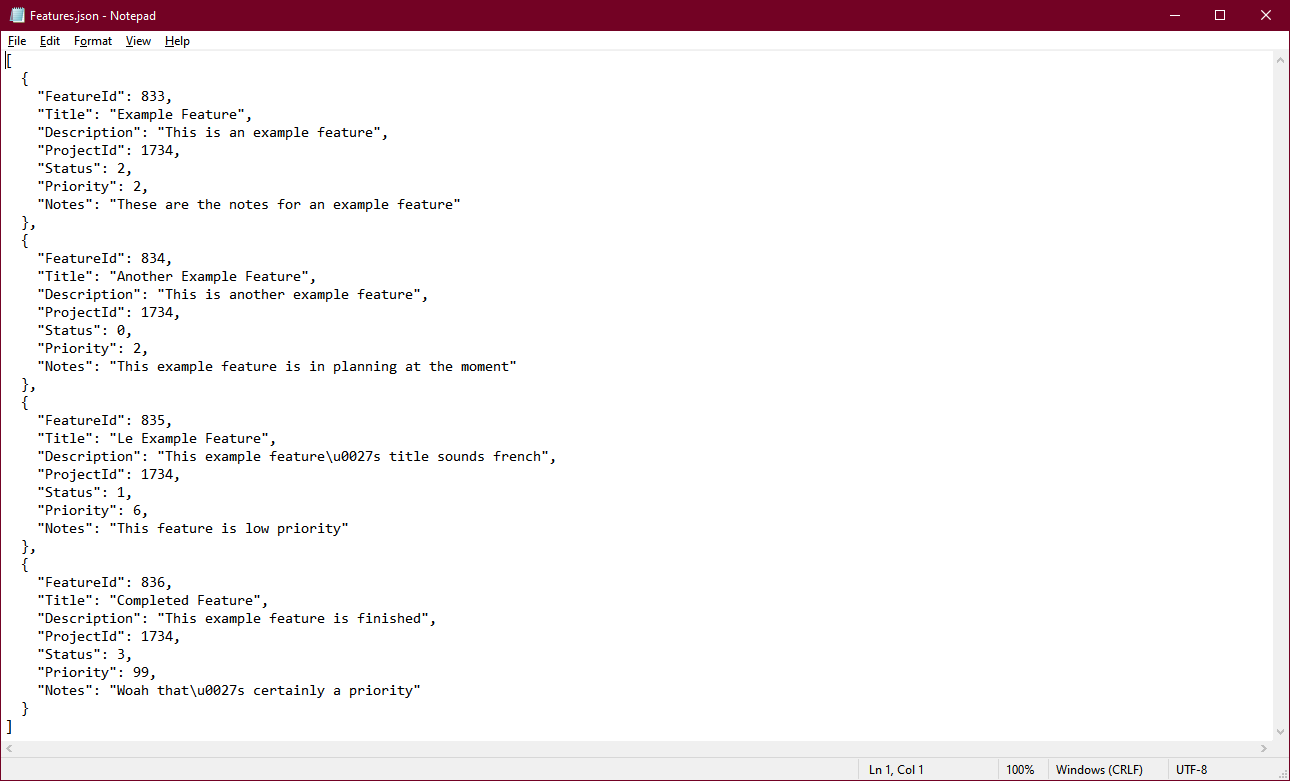 Features.json - Notepad
File Edit Format View Help
[
  {
    "FeatureId": 833,
    "Title": "Example Feature",
    "Description": "This is an example feature",
    "ProjectId": 1734,
    "Status": 2,
    "Priority": 2,
    "Notes": "These are the notes for an example feature"
  },
  {
    "FeatureId": 834,
    "Title": "Another Example Feature",
    "Description": "This is another example feature",
    "ProjectId": 1734,
    "Status": 0,
    "Priority": 2,
    "Notes": "This example feature is in planning at the moment"
  },
  {
    "FeatureId": 835,
    "Title": "Le Example Feature",
    "Description": "This example feature\u0027s title sounds french",
    "ProjectId": 1734,
    "Status": 1,
    "Priority": 6,
    "Notes": "This feature is low priority"
  },
  {
    "FeatureId": 836,
    "Title": "Completed Feature",
    "Description": "This example feature is finished",
    "ProjectId": 1734,
    "Status": 3,
    "Priority": 99,
    "Notes": "Woah that\u0027s certainly a priority"
  }
]
Ln 1, Col 1 100% Windows (CRLF) UTF-8